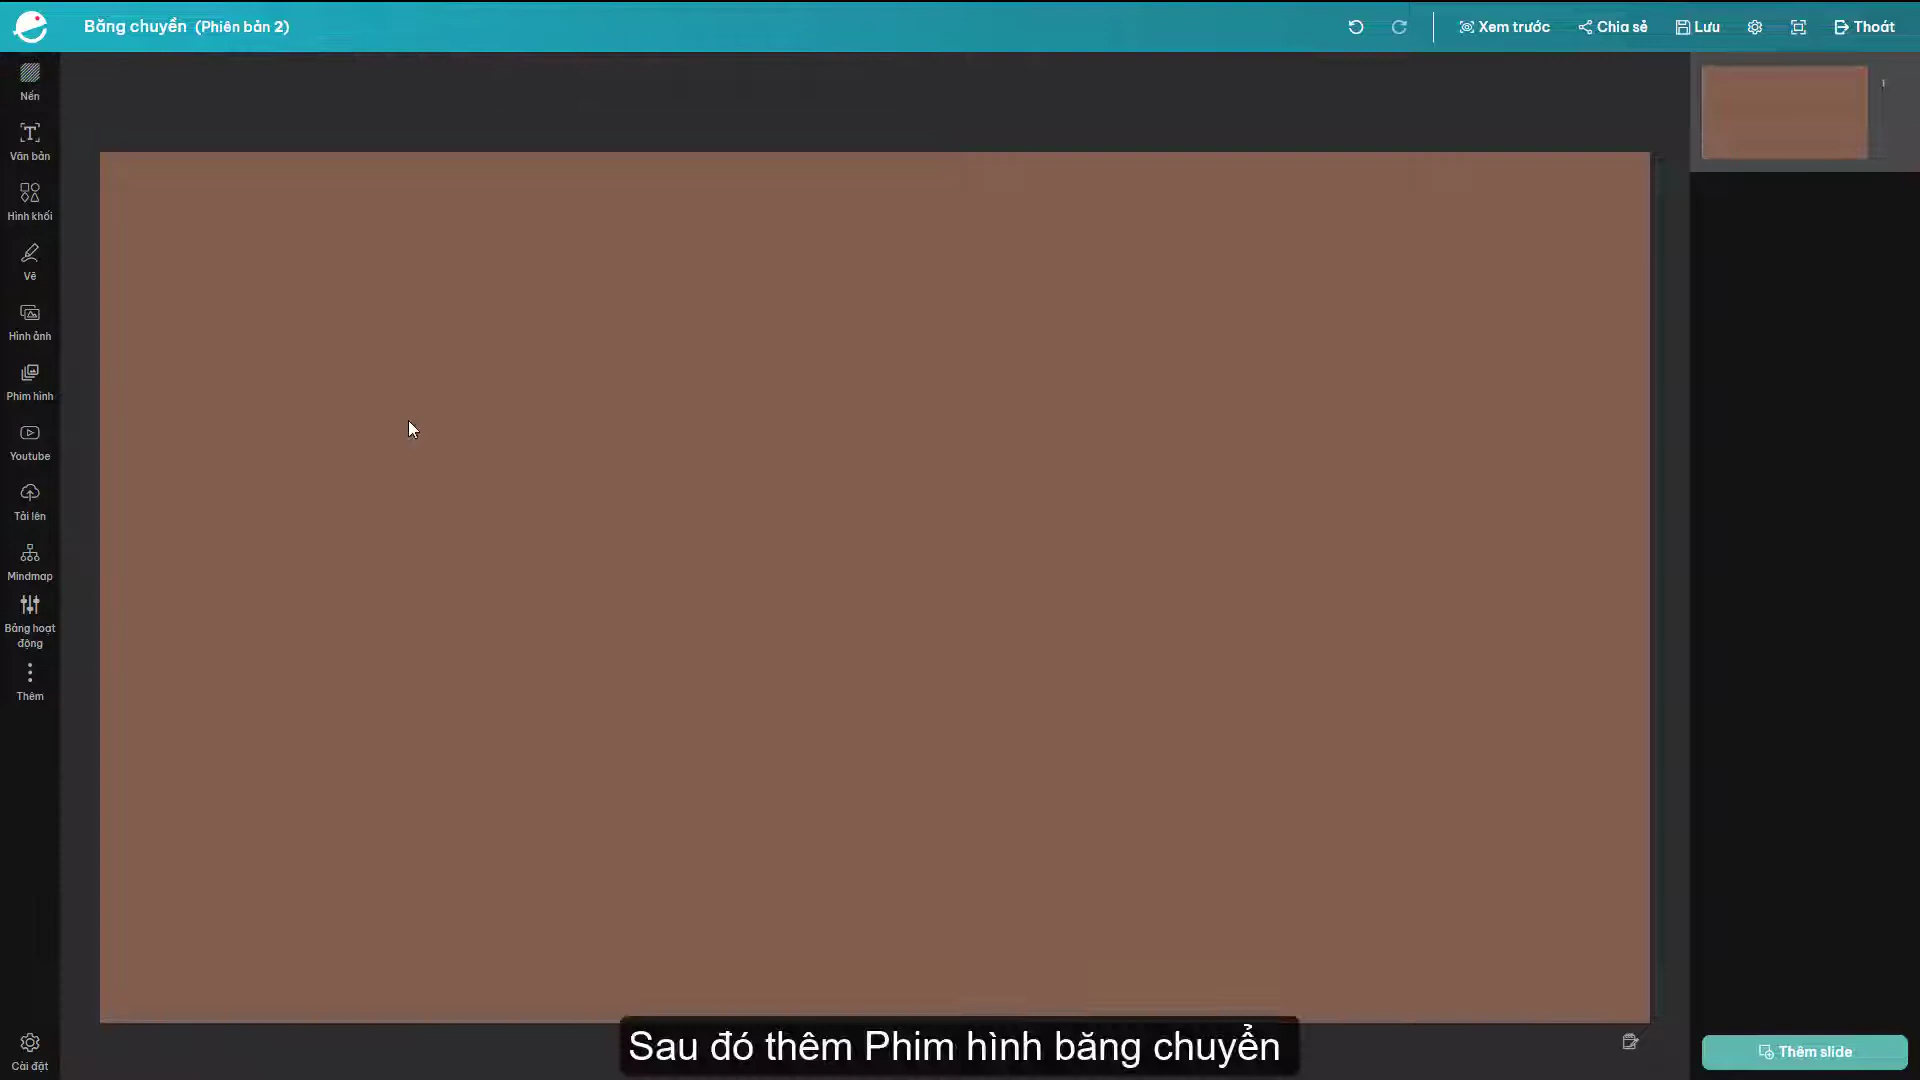 Băng chuyền (Phiên bản 2)
Xem trước
Chia sẻ
Lưu
Thoát
Nền
Văn bản
Hình khối
Vẽ
Hình ảnh
Phim hình
Youtube
Tải lên
Mindmap
Bảng hoạt
động
Thêm
Cài đặt
1
Thêm slide
Sau đó thêm Phim hình băng chuyển